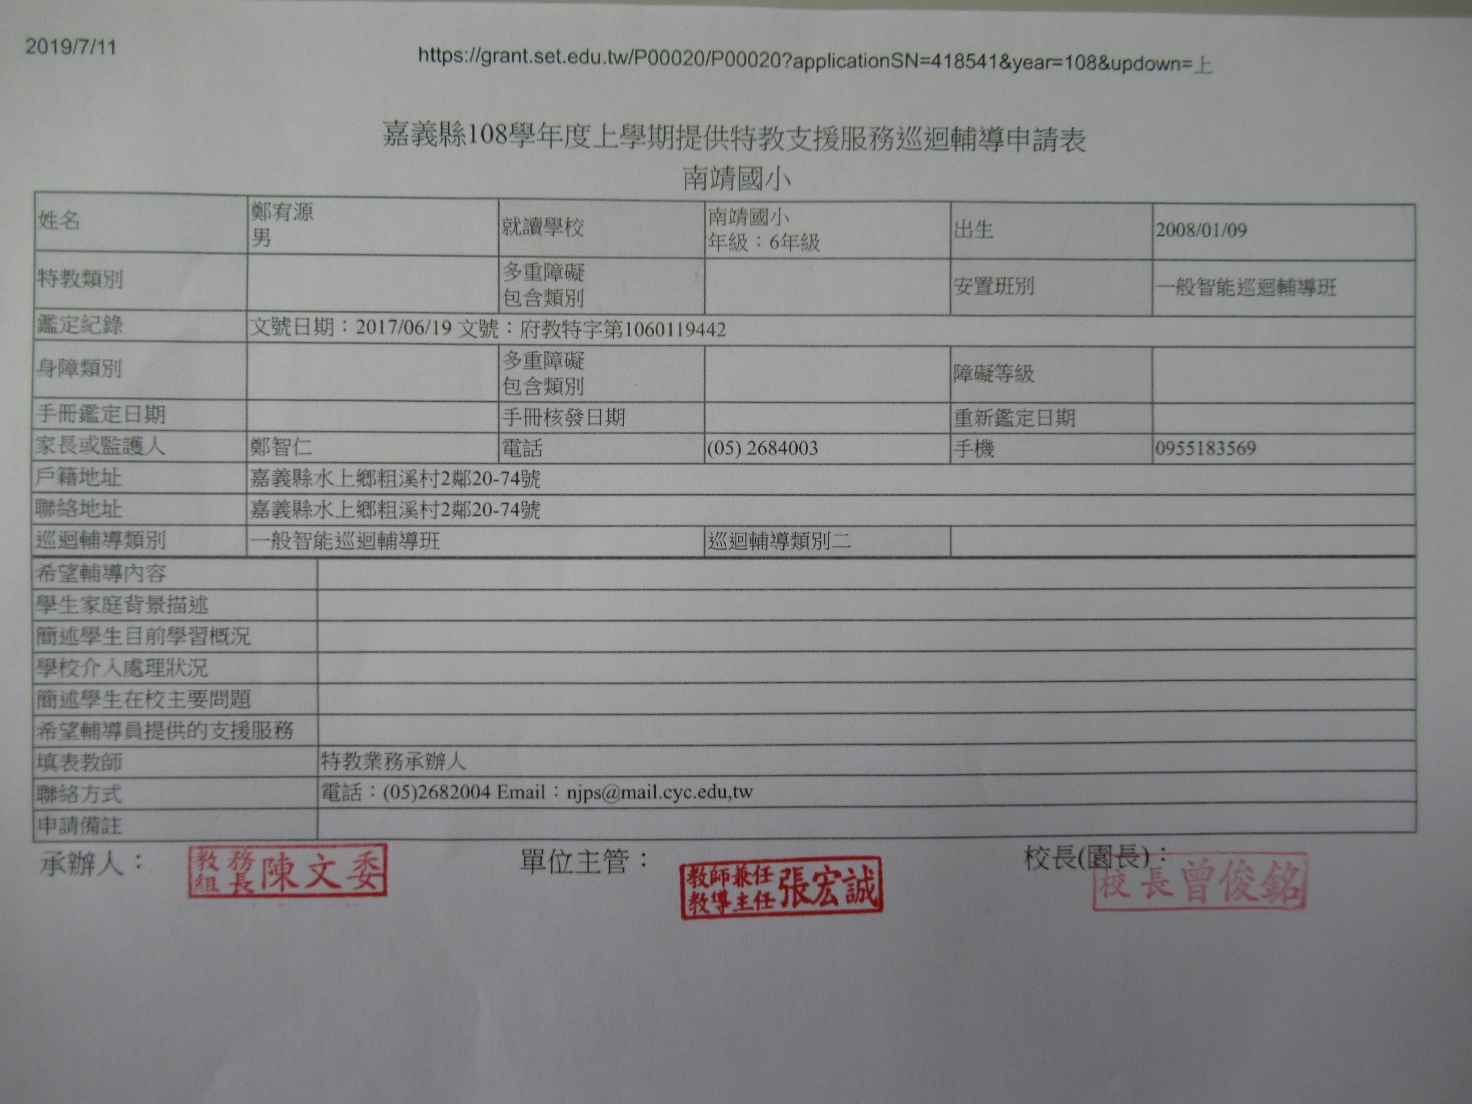 2019/7/11
https://grant.set.edu.tw/P00020/P00020?applicationSN=418541&year=108&updown=上
嘉義縣108學年度上學期提供特教支援服務巡迴輔導申請表
南靖國小
姓名 鄭宥源 男 就讀學校 南靖國小 年級：6年級 出生 2008/01/09
特教類別 多重障礙 包含類別 安置班別 一般智能巡迴輔導班
鑑定紀錄 文號日期：2017/06/19 文號：府教特字第1060119442
身障類別 多重障礙 包含類別 障礙等級
手冊鑑定日期 手冊核發日期 重新鑑定日期
家長或監護人 鄭智仁 電話 (05) 2684003 手機 0955183569
戶籍地址 嘉義縣水上鄉粗溪村2鄰20-74號
聯絡地址 嘉義縣水上鄉粗溪村2鄰20-74號
巡迴輔導類別 一般智能巡迴輔導班 巡迴輔導類別二
希望輔導內容
學生家庭背景描述
簡述學生目前學習概況
學校介入處理狀況
簡述學生在校主要問題
希望輔導員提供的支援服務
填表教師 特教業務承辦人
聯絡方式 電話：(05)2682004 Email：njps@mail.cyc.edu,tw
申請備註
承辦人： 教務組長 陳文委 單位主管： 教師兼任教導主任 張宏誠 校長(園長)： 校長曾俊銘